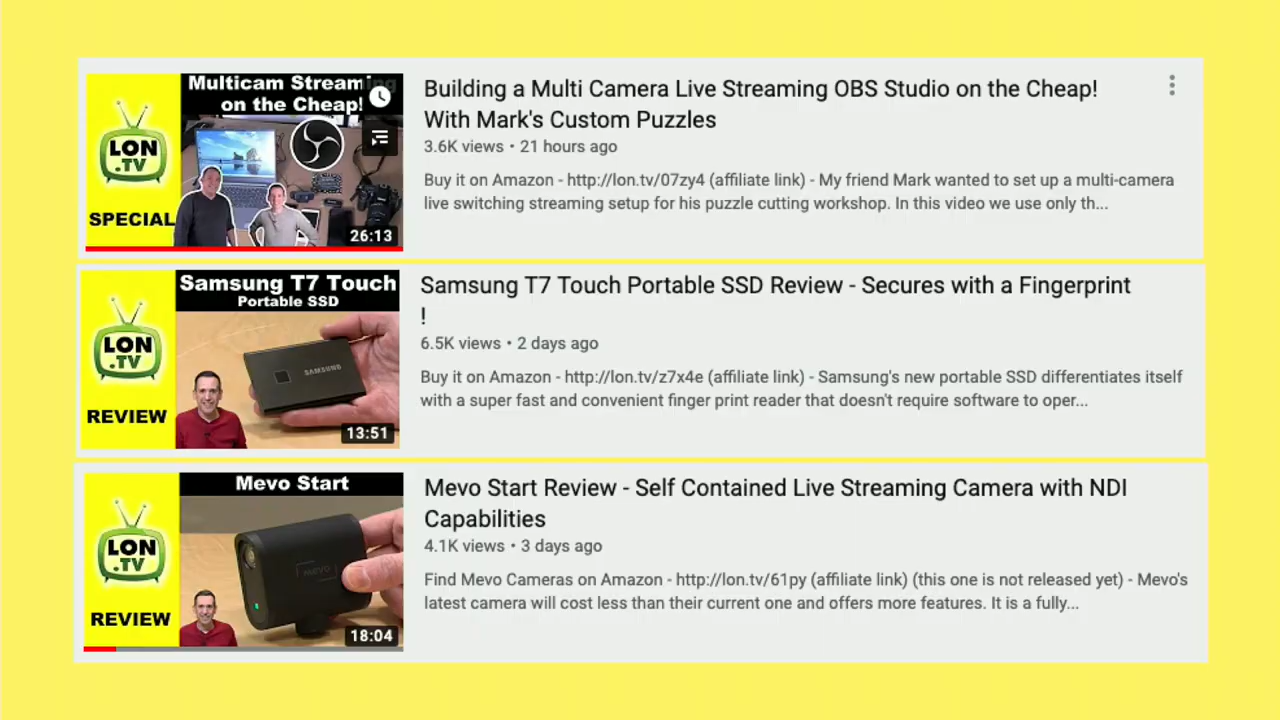 Multicam Streaming
on the Cheap!
LON
.TV
SPECIAL
26:13
Building a Multi Camera Live Streaming OBS Studio on the Cheap!
With Mark's Custom Puzzles
3.6K views • 21 hours ago
Buy it on Amazon - http://lon.tv/07zy4 (affiliate link) - My friend Mark wanted to set up a multi-camera
live switching streaming setup for his puzzle cutting workshop. In this video we use only th...
Samsung T7 Touch
Portable SSD
LON
.TV
SAMSUNG
REVIEW
13:51
Samsung T7 Touch Portable SSD Review - Secures with a Fingerprint
!
6.5K views • 2 days ago
Buy it on Amazon - http://lon.tv/z7x4e (affiliate link) - Samsung's new portable SSD differentiates itself
with a super fast and convenient finger print reader that doesn't require software to oper...
Mevo Start
LON
.TV
MEVO
REVIEW
18:04
Mevo Start Review - Self Contained Live Streaming Camera with NDI
Capabilities
4.1K views • 3 days ago
Find Mevo Cameras on Amazon - http://lon.tv/61py (affiliate link) (this one is not released yet) - Mevo's
latest camera will cost less than their current one and offers more features. It is a fully...